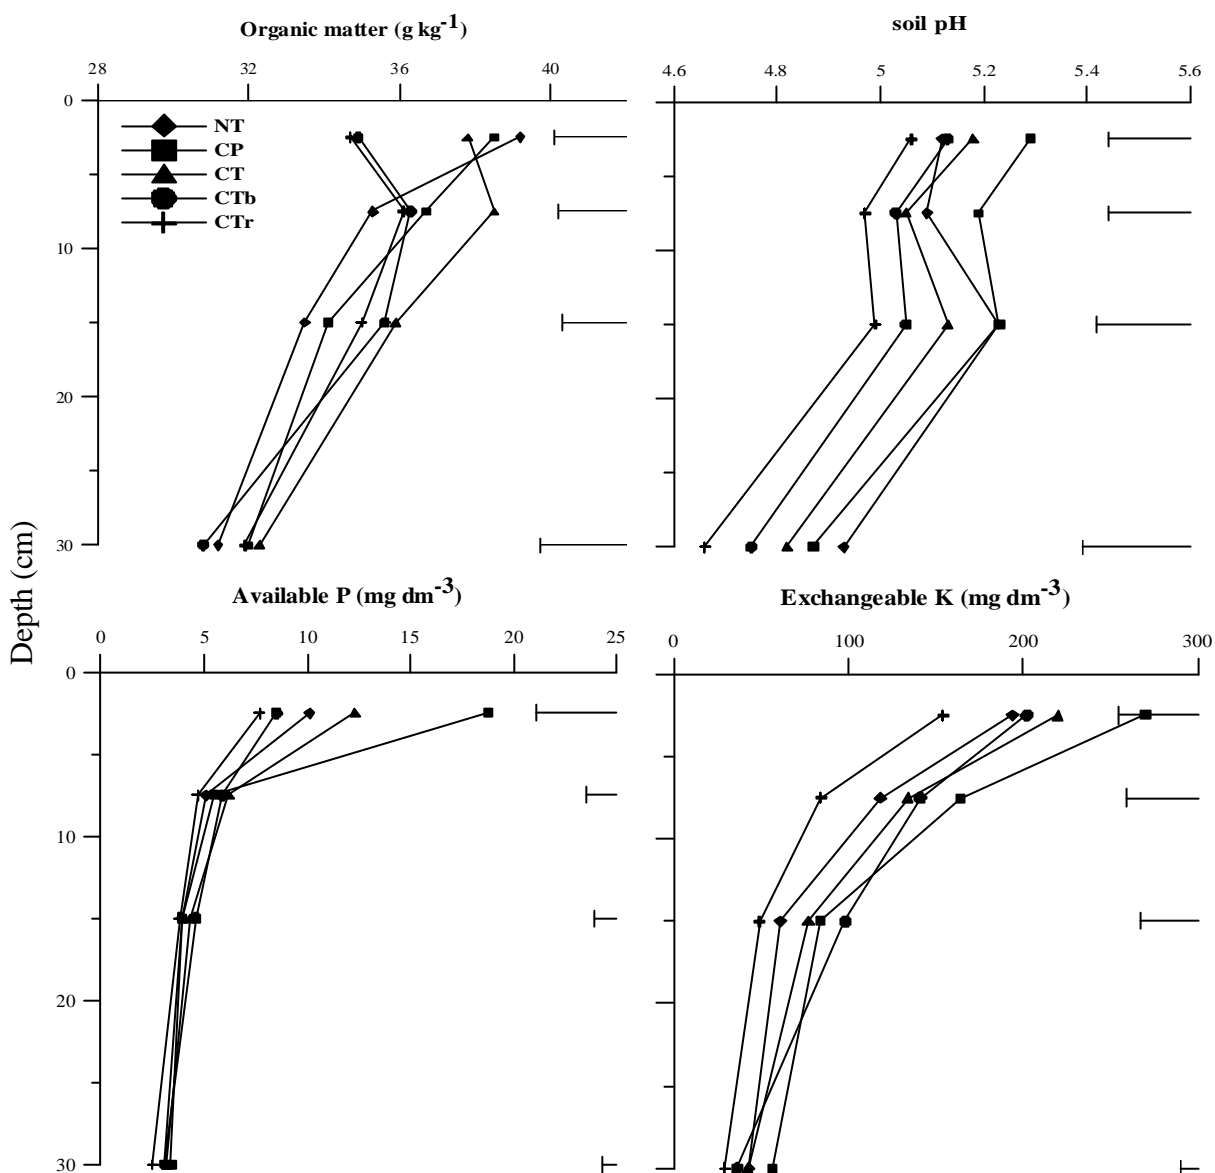 Organic matter (g kg-1)
28 32 36 40
0
10
20
30
NT
CP
CT
CTb
CTr
soil pH
4.6 4.8 5 5.2 5.4 5.6
Depth (cm)
Available P (mg dm-3)
0 5 10 15 20 25
0
10
20
30
Exchangeable K (mg dm-3)
0 100 200 300